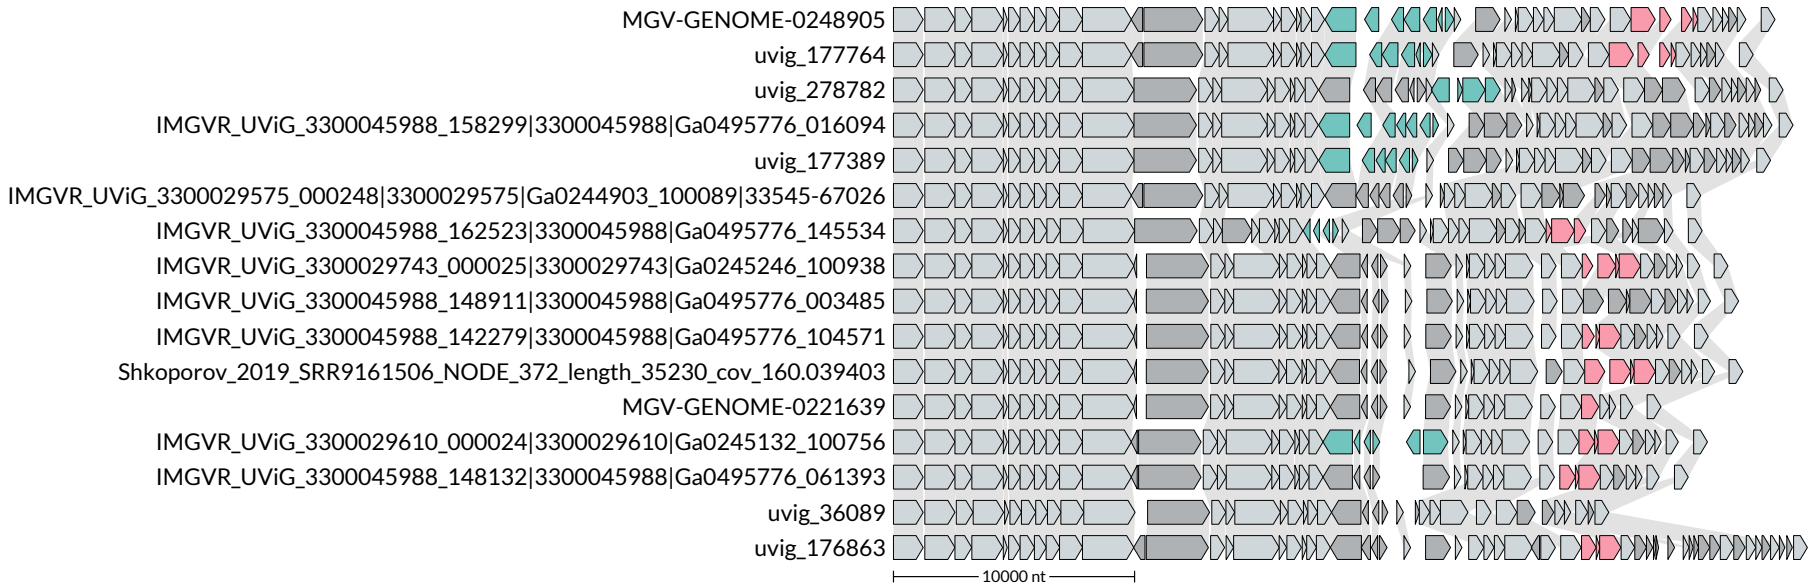 MGV-GENOME-0248905
uvig_177764
uvig_278782
IMGVR_UViG_3300045988_158299|3300045988|Ga0495776_016094
uvig_177389
IMGVR_UViG_3300029575_000248|3300029575|Ga0244903_100089|33545-67026
IMGVR_UViG_3300045988_162523|3300045988|Ga0495776_145534
IMGVR_UViG_3300029743_000025|3300029743|Ga0245246_100938
IMGVR_UViG_3300045988_148911|3300045988|Ga0495776_003485
IMGVR_UViG_3300045988_142279|3300045988|Ga0495776_104571
Shkoporov_2019_SRR9161506_NODE_372_length_35230_cov_160.039403
MGV-GENOME-0221639
IMGVR_UViG_3300029610_000024|3300029610|Ga0245132_100756
IMGVR_UViG_3300045988_148132|3300045988|Ga0495776_061393
uvig_36089
uvig_176863
10000 nt